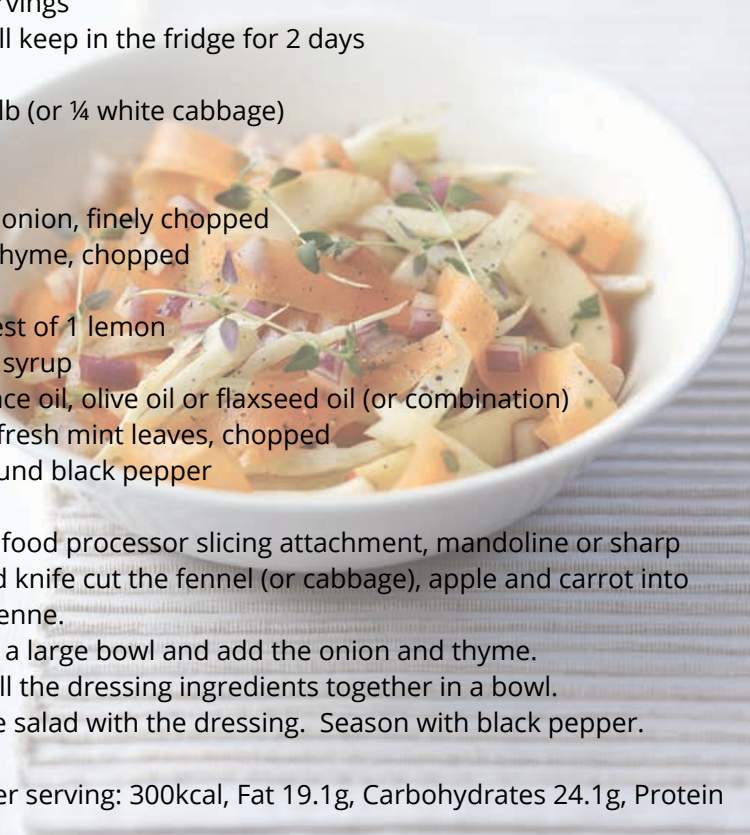 rvings
ll keep in the fridge for 2 days
lb (or ¼ white cabbage)
onion, finely chopped
hyme, chopped
est of 1 lemon
syrup
ce oil, olive oil or flaxseed oil (or combination)
fresh mint leaves, chopped
und black pepper
food processor slicing attachment, mandoline or sharp
d knife cut the fennel (or cabbage), apple and carrot into
enne.
a large bowl and add the onion and thyme.
ll the dressing ingredients together in a bowl.
e salad with the dressing.  Season with black pepper.
er serving: 300kcal, Fat 19.1g, Carbohydrates 24.1g, Protein